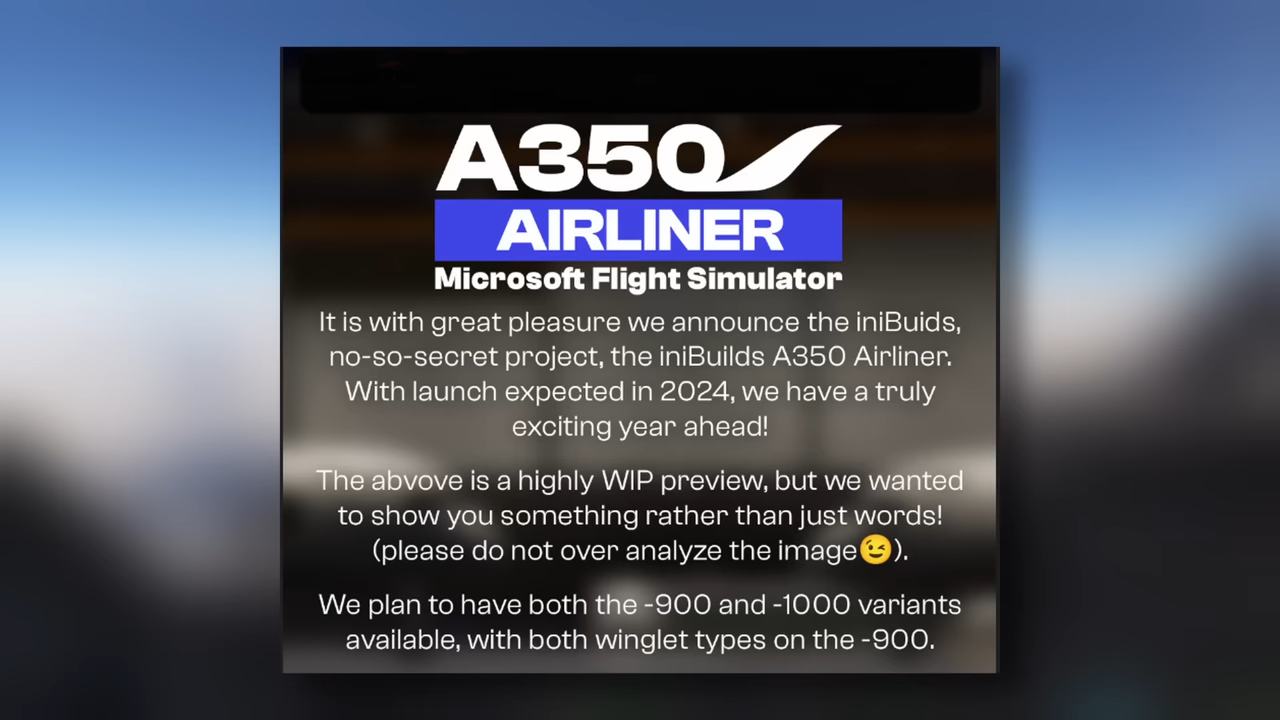 A350
AIRLINER
Microsoft Flight Simulator
It is with great pleasure we announce the iniBuids,
no-so-secret project, the iniBuilds A350 Airliner.
With launch expected in 2024, we have a truly
exciting year ahead!
The abvove is a highly WIP preview, but we wanted
to show you something rather than just words!
(please do not over analyze the image😉).
We plan to have both the -900 and -1000 variants
available, with both winglet types on the -900.